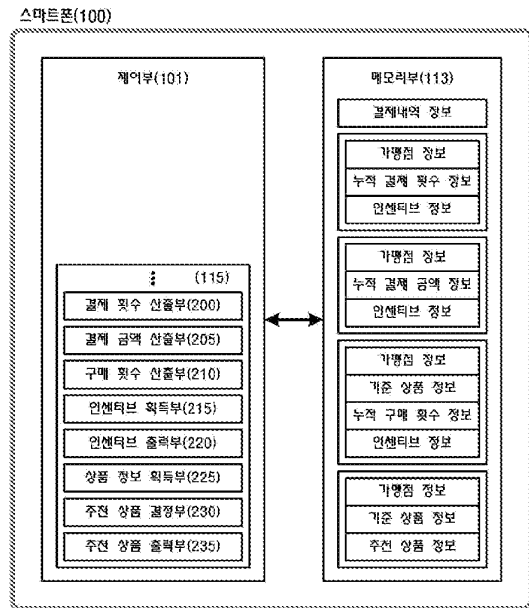 스마트폰(100)
제어부(101)
(115)
결제 횟수 산출부(200)
결제 금액 산출부(205)
구매 횟수 산출부(210)
인센티브 획득부(215)
인센티브 출력부(220)
상품 정보 획득부(225)
추천 상품 결정부(230)
추천 상품 출력부(235)
메모리부(113)
결제내역 정보
가맹점 정보
누적 결제 횟수 정보
인센티브 정보
가맹점 정보
누적 결제 금액 정보
인센티브 정보
가맹점 정보
기준 상품 정보
누적 구매 횟수 정보
인센티브 정보
가맹점 정보
기준 상품 정보
추천 상품 정보